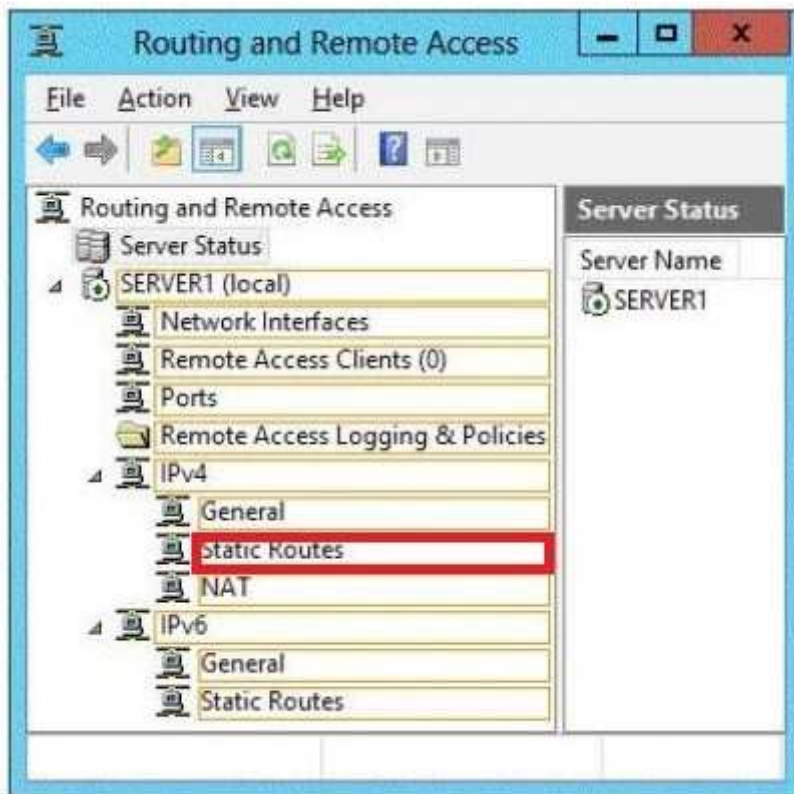 Routing and Remote Access
File Action View Help
Routing and Remote Access
Server Status
SERVER1 (local)
Network Interfaces
Remote Access Clients (0)
Ports
Remote Access Logging & Policies
IPv4
General
Static Routes
NAT
IPv6
General
Static Routes
Server Status
Server Name
SERVER1